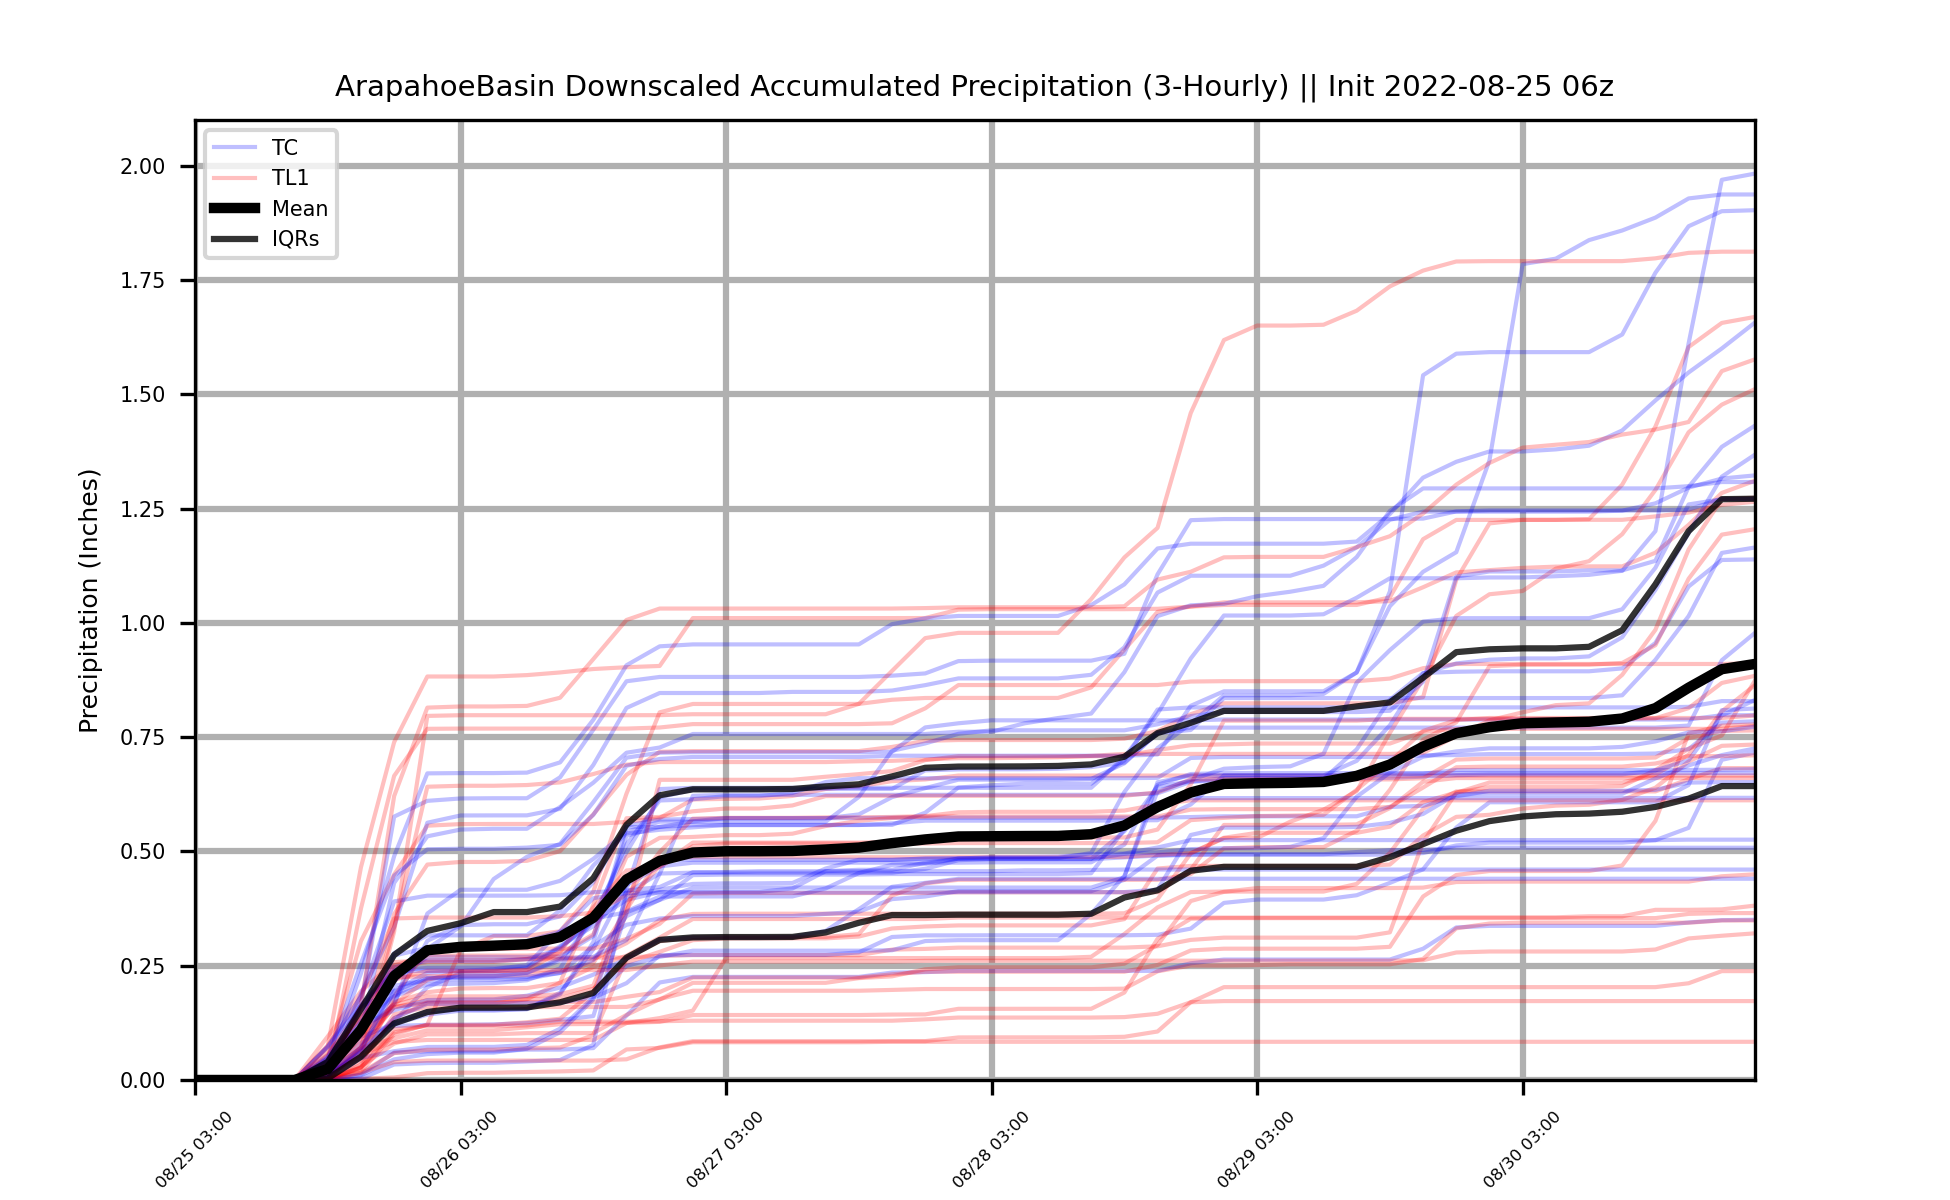 ArapahoeBasin Downscaled Accumulated Precipitation (3-Hourly) || Init 2022-08-25 06z
TC
TL1
Mean
IQRs
Precipitation (Inches)
2.00
1.75
1.50
1.25
1.00
0.75
0.50
0.25
0.00
08/25 03:00
08/26 03:00
08/27 03:00
08/28 03:00
08/29 03:00
08/30 03:00